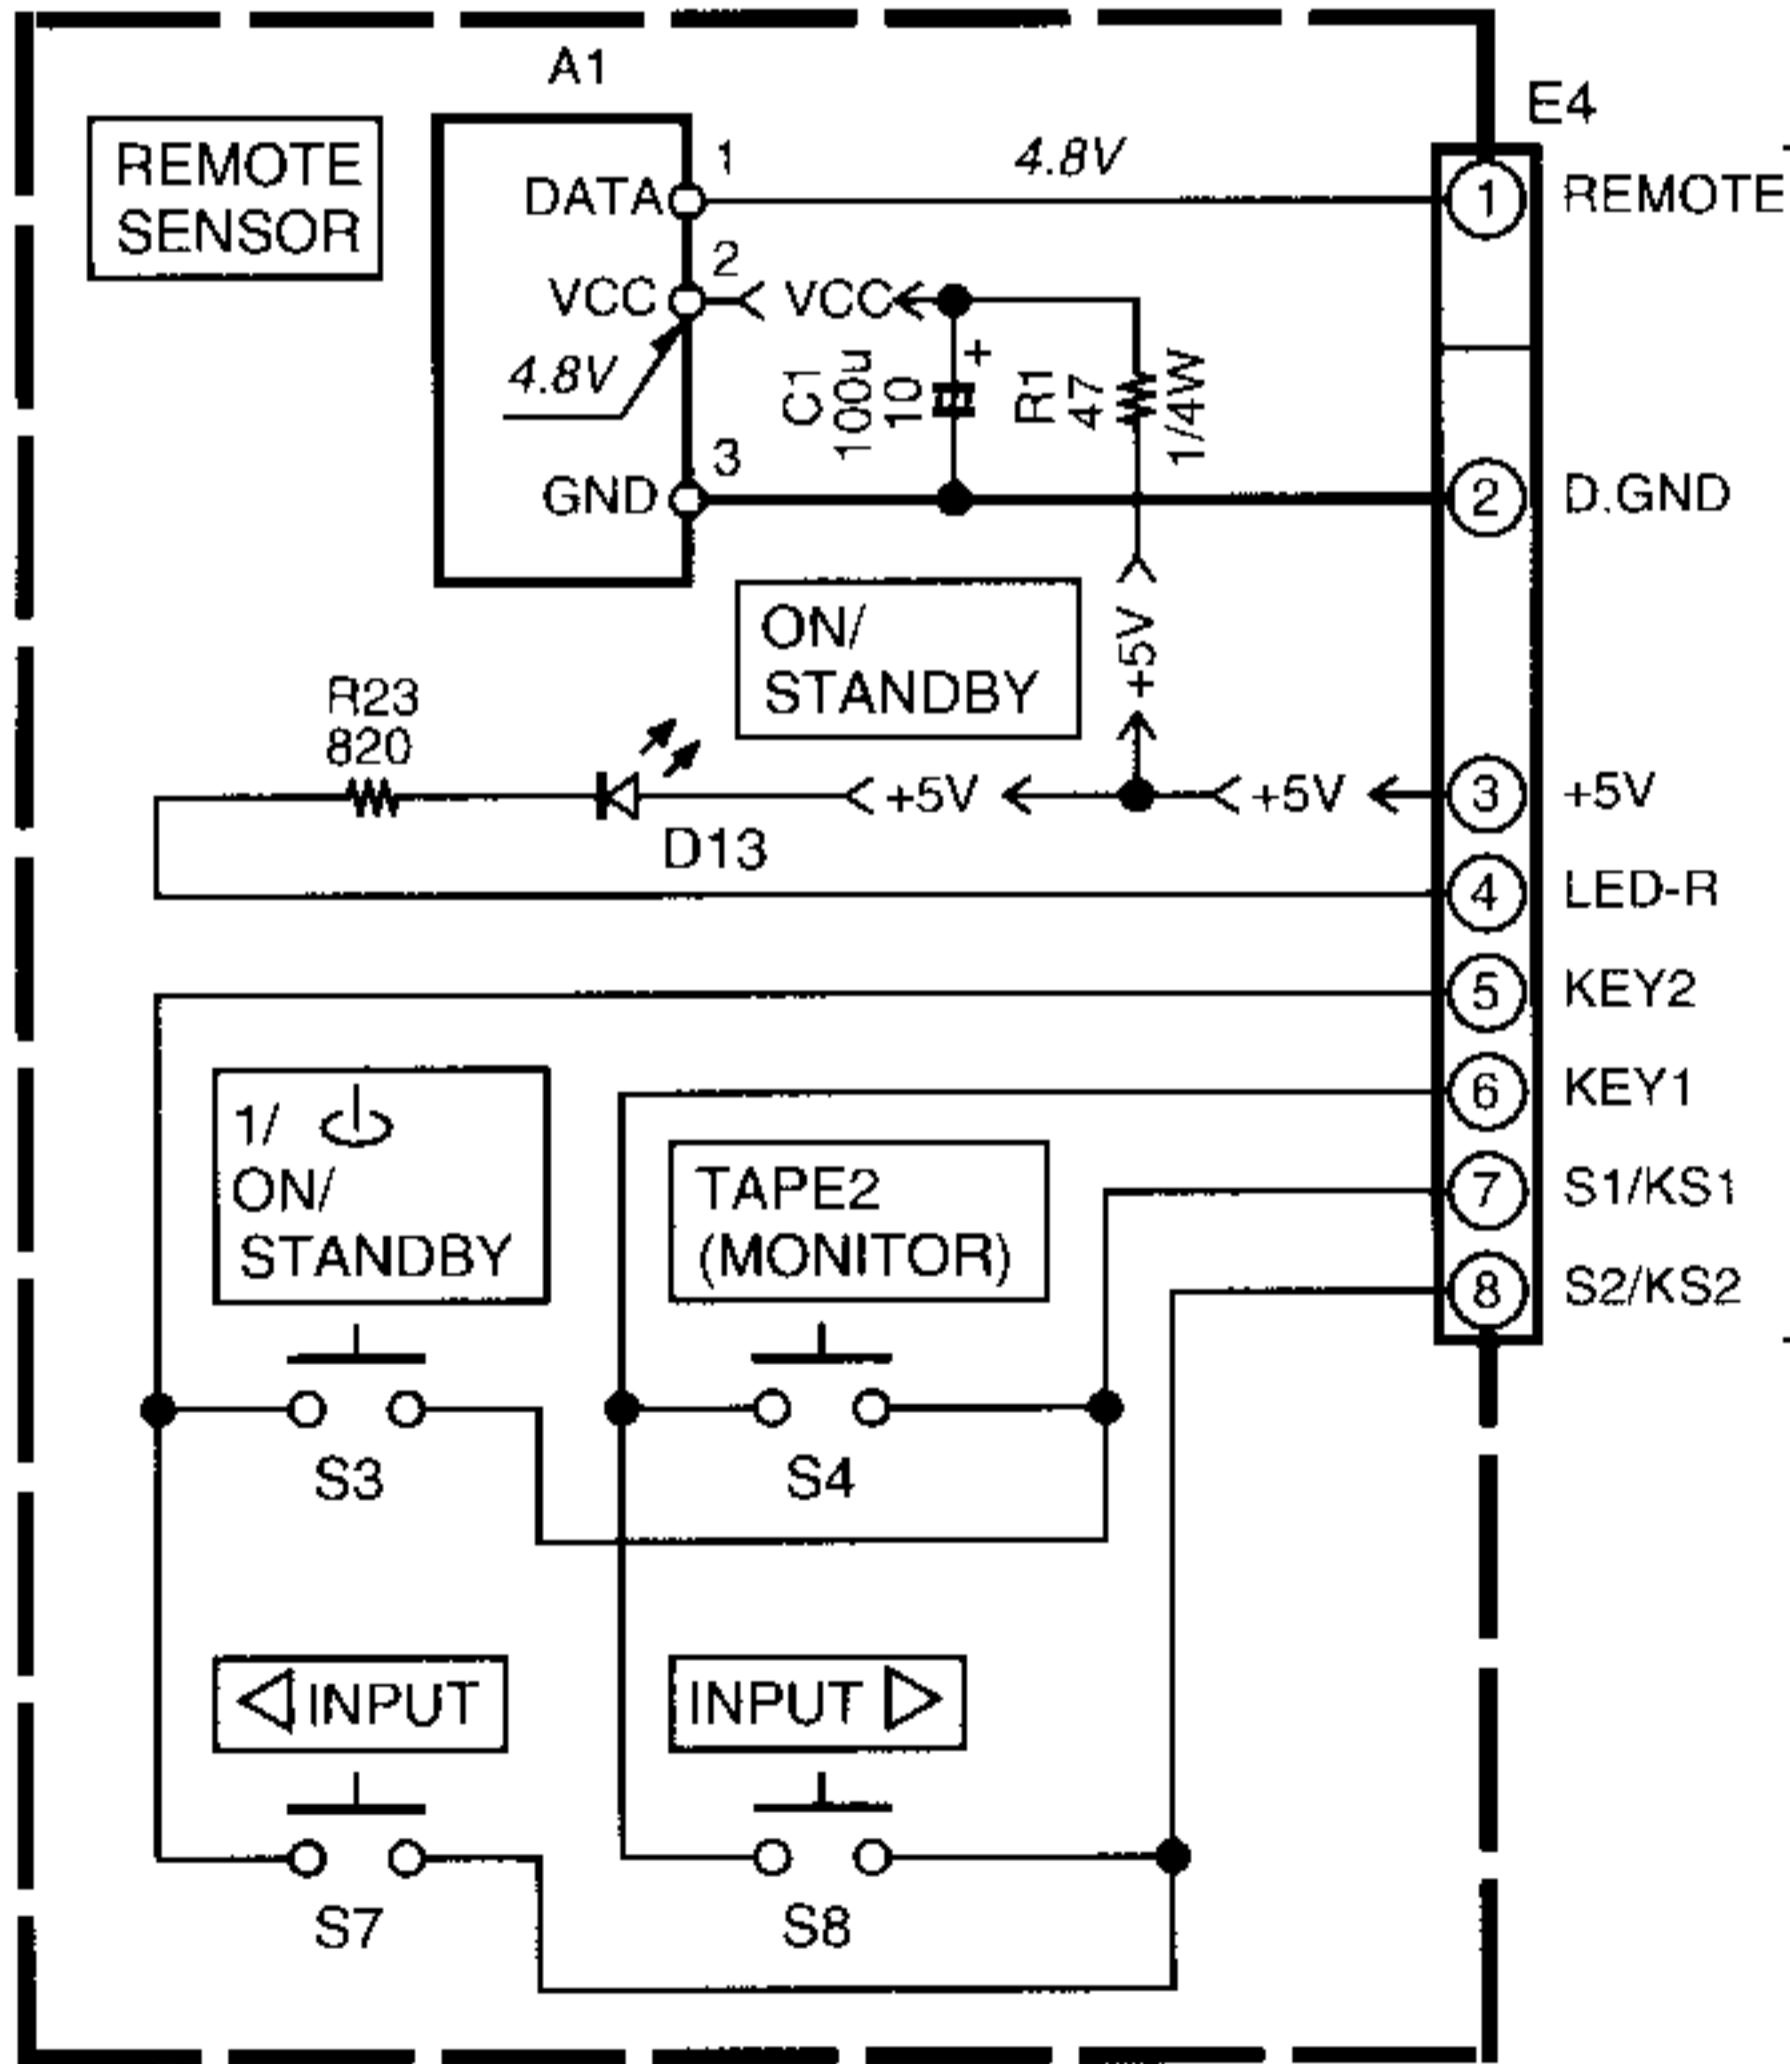 A1
E4
REMOTE
SENSOR
DATA
1
4.8V
1
REMOTE
VCC
2
VCC
4.8V
C1
100u
10
+
R1
47
1/4W
GND
3
2
D.GND
ON/
STANDBY
+5V
R23
820
D13
+5V
+5V
3
+5V
4
LED-R
5
KEY2
6
KEY1
1/
ON/
STANDBY
TAPE2
(MONITOR)
7
S1/KS1
8
S2/KS2
S3
S4
INPUT
INPUT
S7
S8